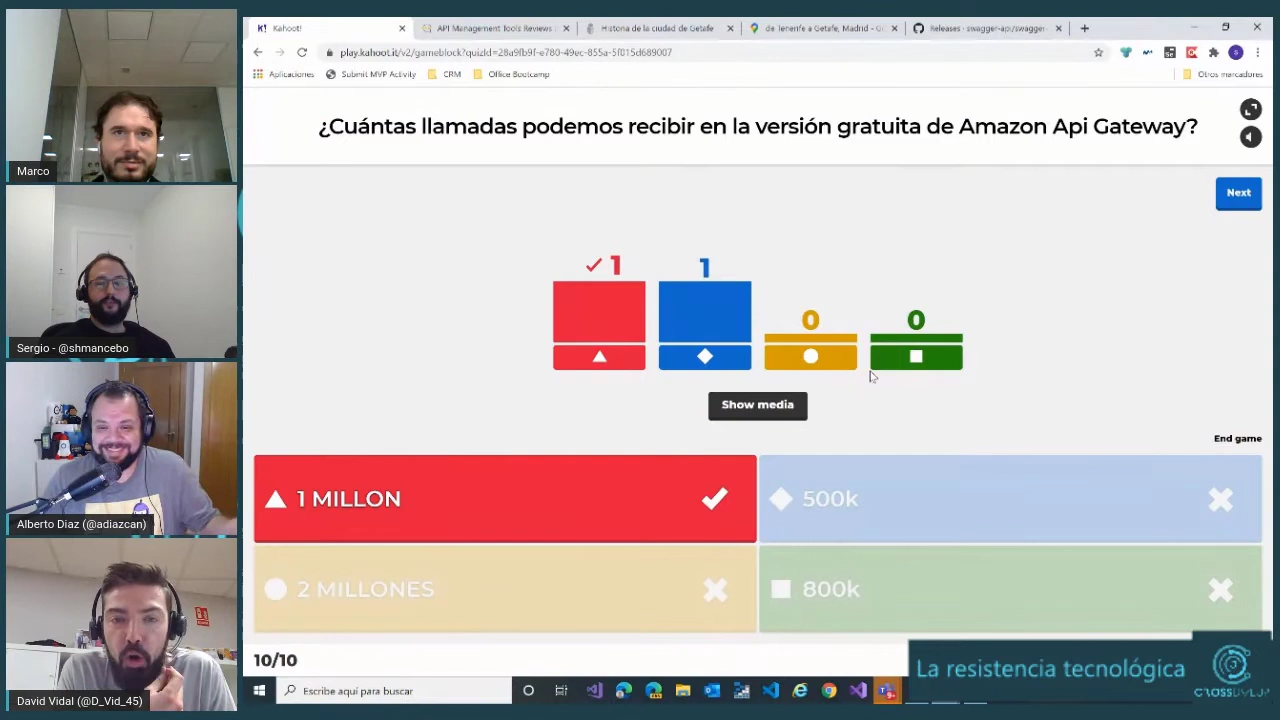 Marco
Sergio - @shmancebo
Alberto Diaz (@adiazcan)
David Vidal (@D_Vid_45)
Kahoot!
API Management Tools Reviews
Historia de la ciudad de Getafe
de Tenerife a Getafe, Madrid - Go
Releases · swagger-api/swagger
play.kahoot.it/v2/gameblock?quizId=28a9fb9f-e780-49ec-855a-5f015d689007
Aplicaciones
Submit MVP Activity
CRM
Office Bootcamp
Otros marcadores
¿Cuántas llamadas podemos recibir en la versión gratuita de Amazon Api Gateway?
Next
1
1
0
0
Show media
End game
1 MILLON
500k
2 MILLONES
800k
10/10
Escribe aquí para buscar
La resistencia tecnológica